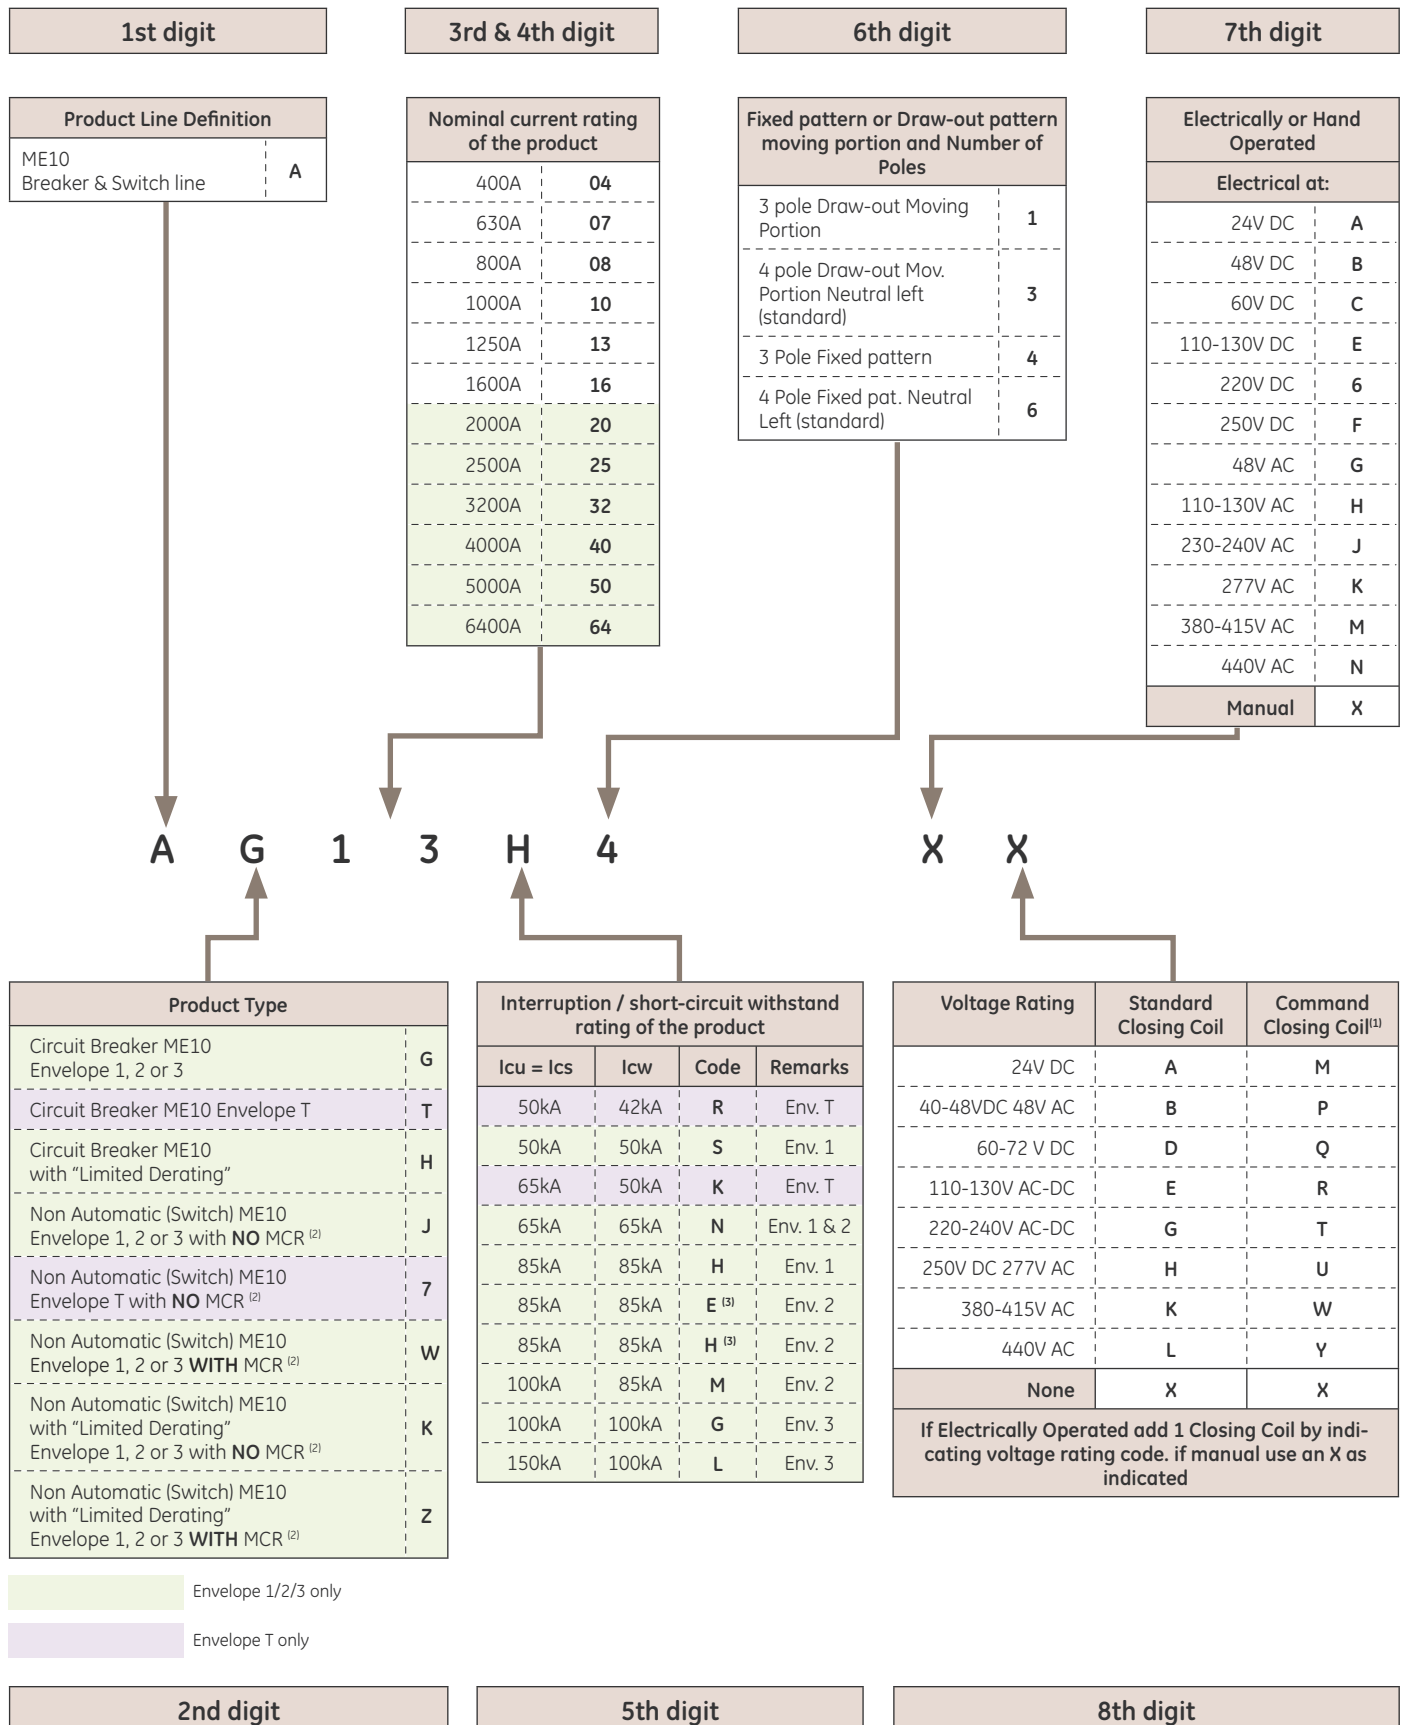 1st digit
3rd & 4th digit
6th digit
7th digit
Product Line Definition
ME10
Breaker & Switch line
A
Nominal current rating
of the product
400A 04
630A 07
800A 08
1000A 10
1250A 13
1600A 16
2000A 20
2500A 25
3200A 32
4000A 40
5000A 50
6400A 64
Fixed pattern or Draw-out pattern
moving portion and Number of
Poles
3 pole Draw-out Moving
Portion
1
4 pole Draw-out Mov.
Portion Neutral left
(standard)
3
3 Pole Fixed pattern 4
4 Pole Fixed pat. Neutral
Left (standard)
6
Electrically or Hand
Operated
Electrical at:
24V DC A
48V DC B
60V DC C
110-130V DC E
220V DC 6
250V DC F
48V AC G
110-130V AC H
230-240V AC J
277V AC K
380-415V AC M
440V AC N
Manual X
A G 1 3 H 4 X X
Product Type
Circuit Breaker ME10
Envelope 1, 2 or 3
G
Circuit Breaker ME10 Envelope T T
Circuit Breaker ME10
with “Limited Derating”
H
Non Automatic (Switch) ME10
Envelope 1, 2 or 3 with NO MCR (2)
J
Non Automatic (Switch) ME10
Envelope T with NO MCR (2)
7
Non Automatic (Switch) ME10
Envelope 1, 2 or 3 WITH MCR (2)
W
Non Automatic (Switch) ME10
with “Limited Derating”
Envelope 1, 2 or 3 with NO MCR (2)
K
Non Automatic (Switch) ME10
with “Limited Derating”
Envelope 1, 2 or 3 WITH MCR (2)
Z
Interruption / short-circuit withstand
rating of the product
Icu = Ics Icw Code Remarks
50kA 42kA R Env. T
50kA 50kA S Env. 1
65kA 50kA K Env. T
65kA 65kA N Env. 1 & 2
85kA 85kA H Env. 1
85kA 85kA E (3) Env. 2
85kA 85kA H (3) Env. 2
100kA 85kA M Env. 2
100kA 100kA G Env. 3
150kA 100kA L Env. 3
Voltage Rating
Standard
Closing Coil
Command
Closing Coil(1)
24V DC A M
40-48VDC 48V AC B P
60-72 V DC D Q
110-130V AC-DC E R
220-240V AC-DC G T
250V DC 277V AC H U
380-415V AC K W
440V AC L Y
None X X
If Electrically Operated add 1 Closing Coil by indi-
cating voltage rating code. if manual use an X as
indicated
Envelope 1/2/3 only
Envelope T only
2nd digit
5th digit
8th digit